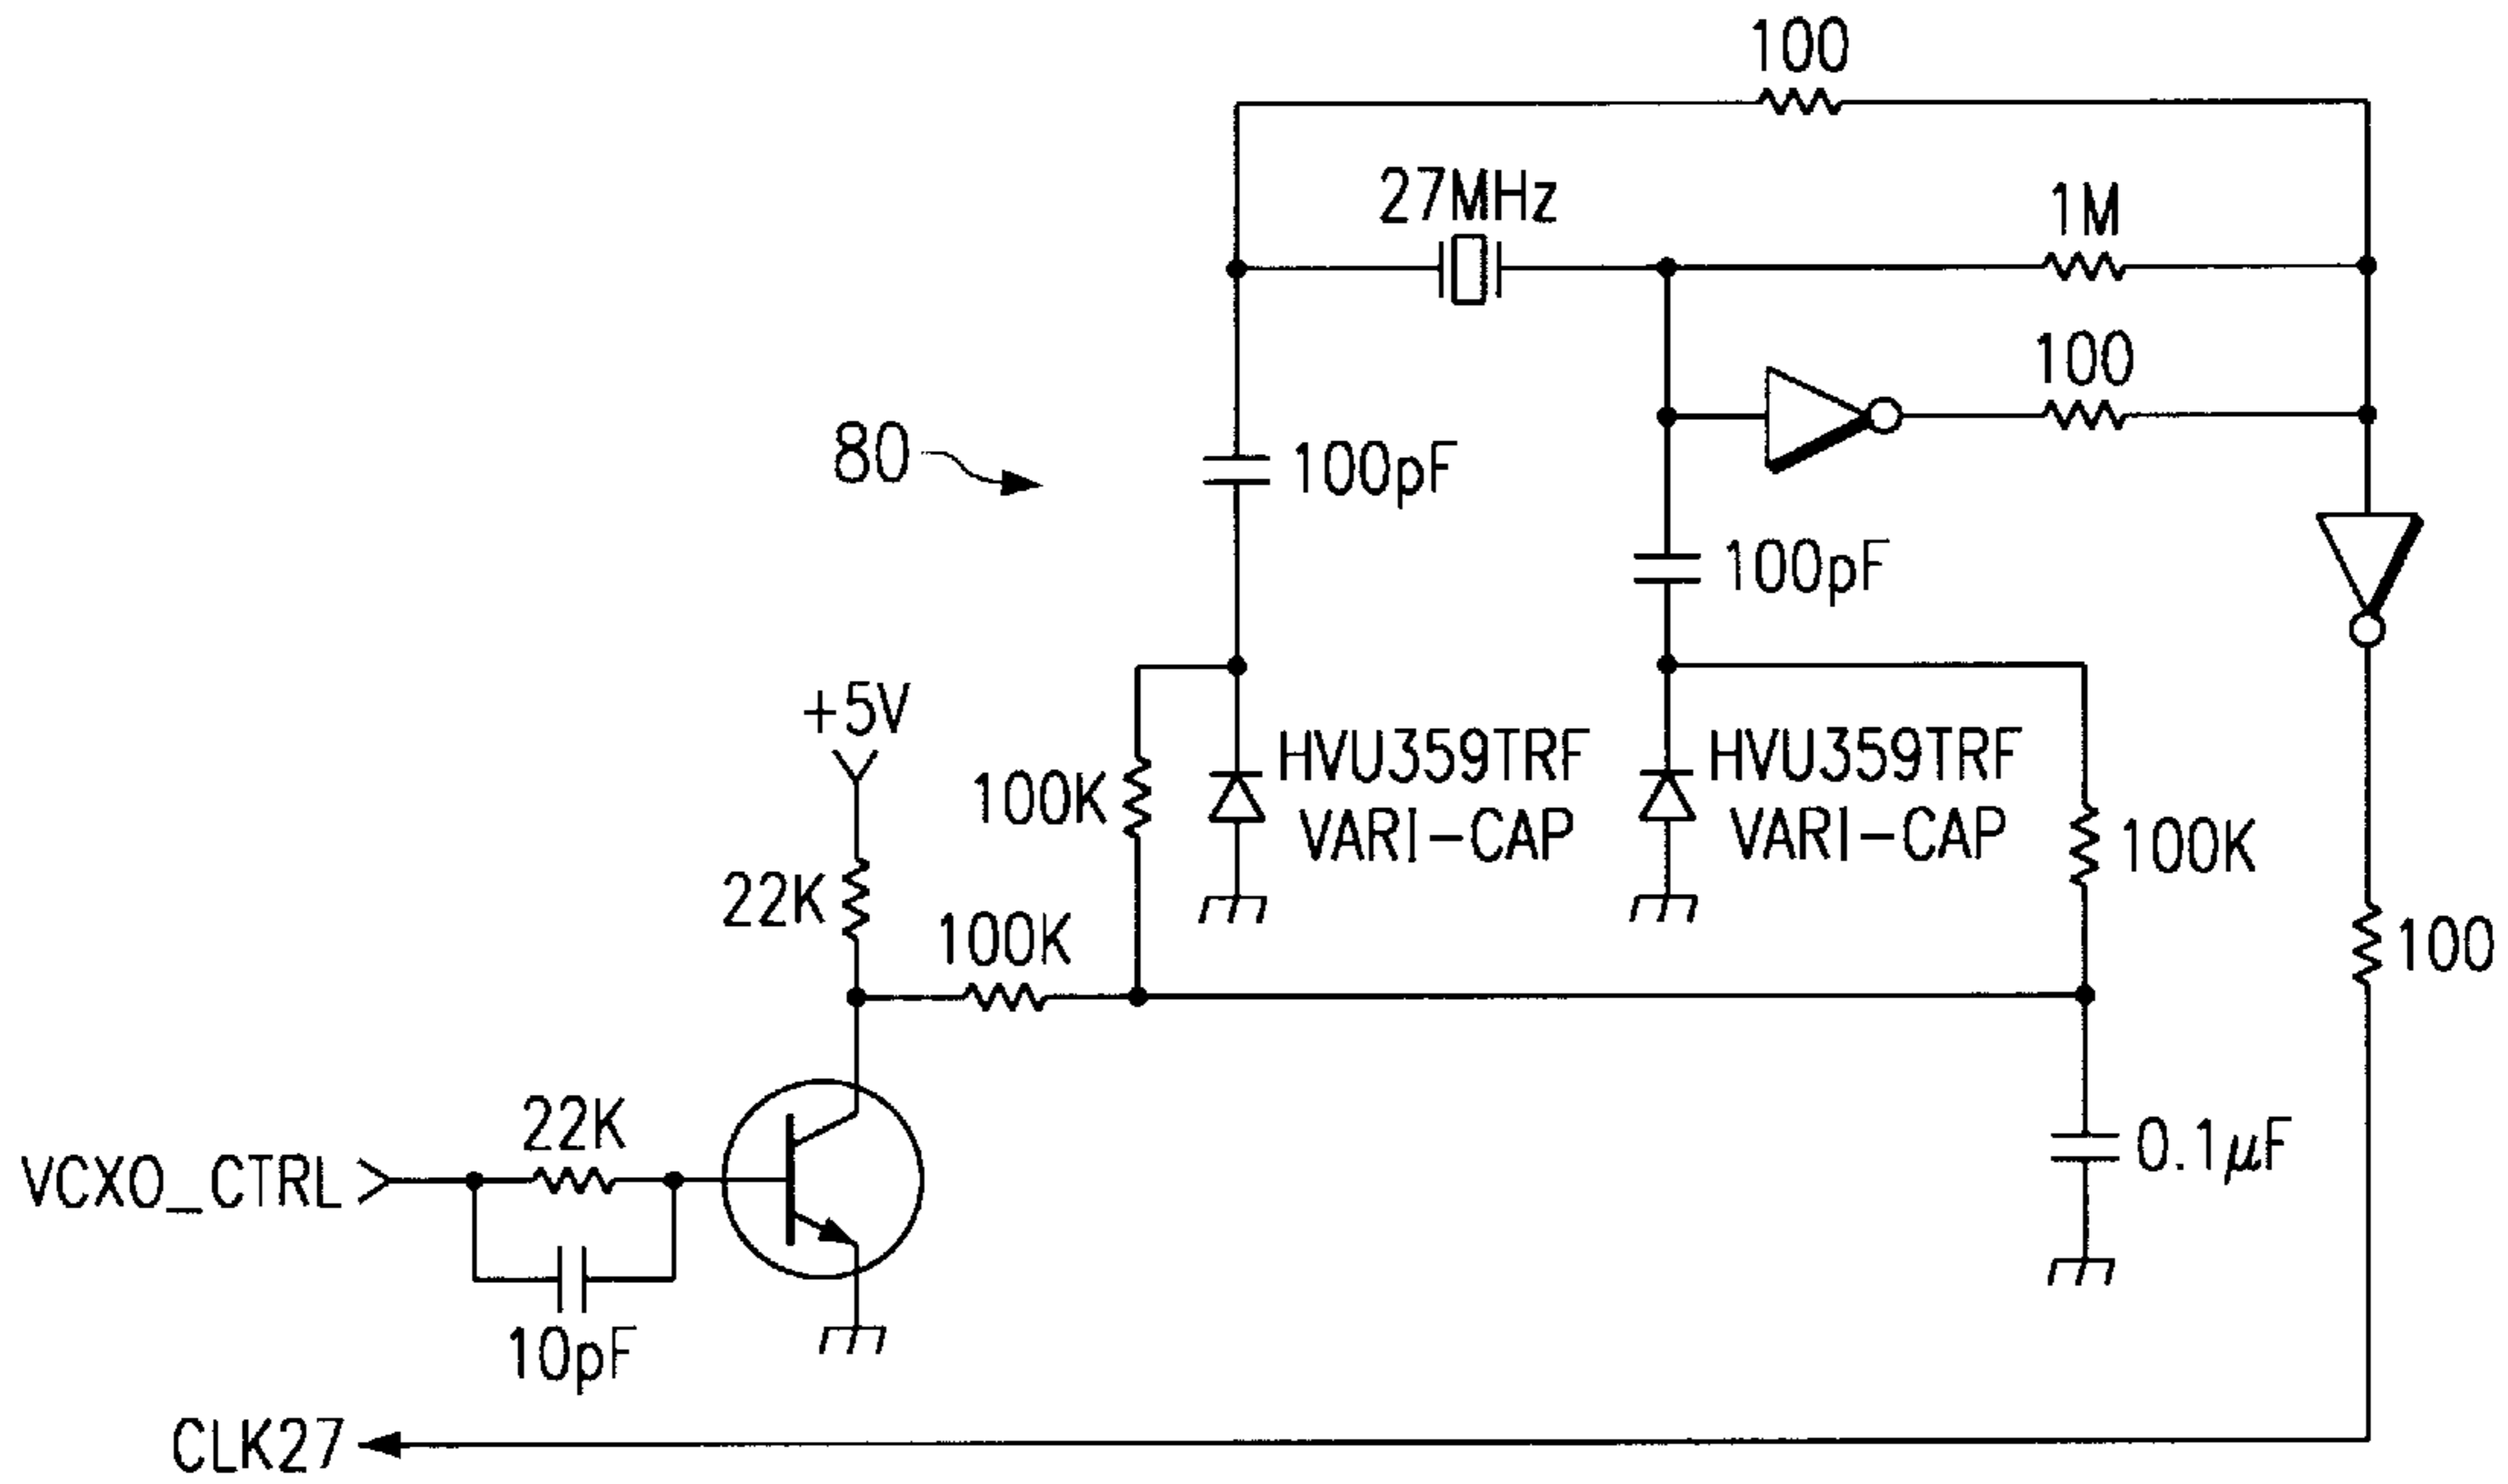 100
27MHz
1M
100
80
100pF
100pF
+5V
HVU359TRF
VARI-CAP
HVU359TRF
VARI-CAP
100K
100K
22K
100K
100
22K
VCXO_CTRL
0.1µF
10pF
CLK27